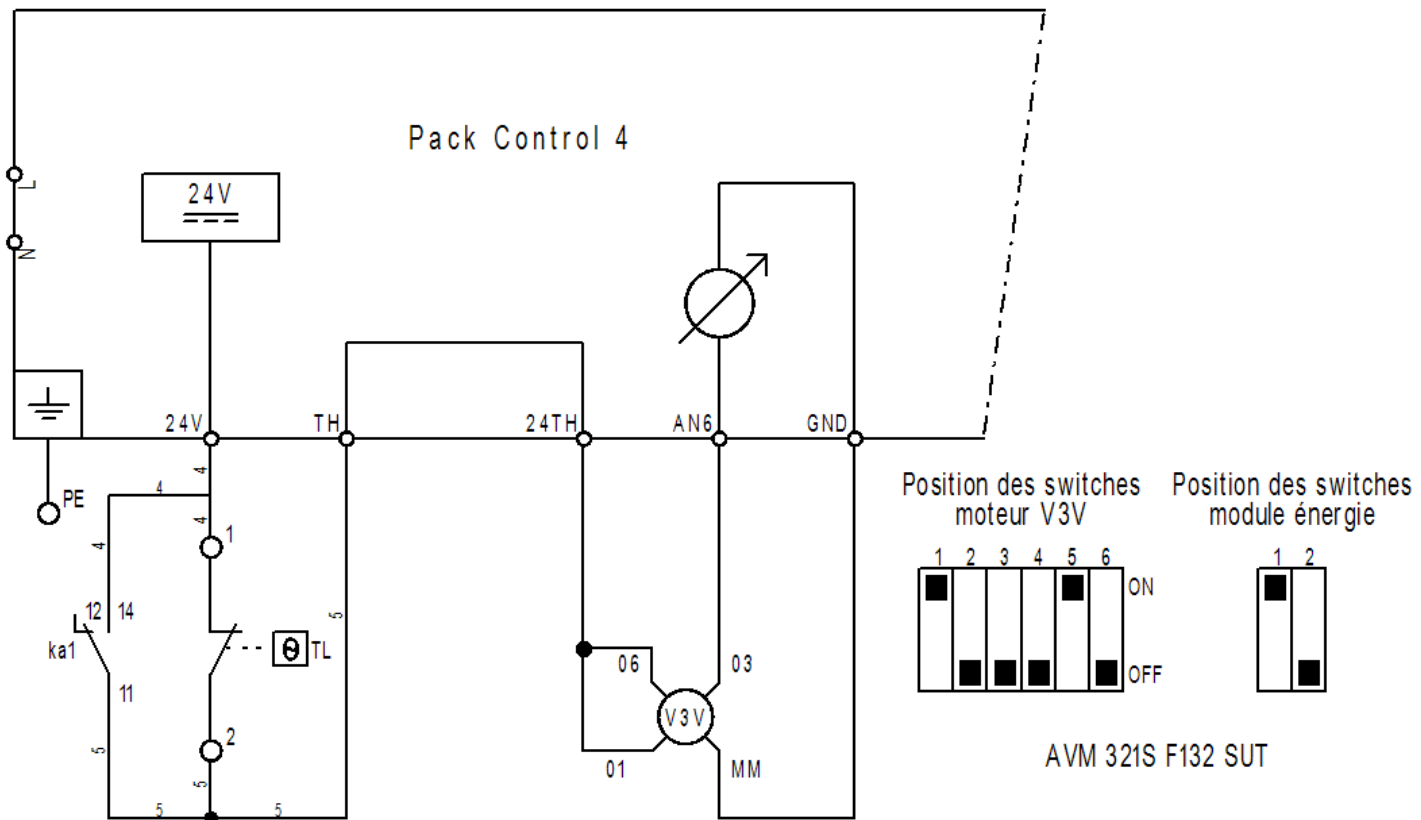 Pack Control 4
L
N
24V
24V
TH
24TH
AN6
GND
PE
4
4
4
4
1
12
14
ka1
11
TL
5
5
2
5
5
5
06
03
V3V
01
MM
Position des switches
moteur V3V
1 2 3 4 5 6
ON
OFF
Position des switches
module énergie
1 2
AVM 321S F132 SUT